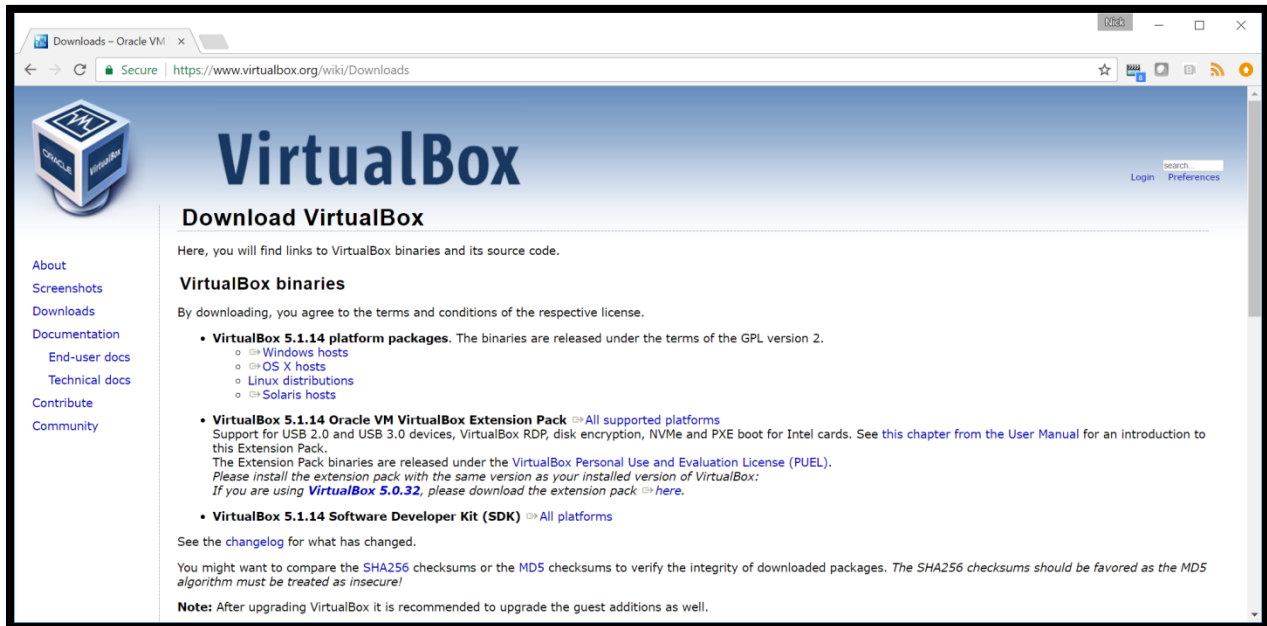 Nick
Downloads – Oracle VM
Secure https://www.virtualbox.org/wiki/Downloads
VM
ORACLE
VirtualBox
VirtualBox
search...
Login Preferences
Download VirtualBox
Here, you will find links to VirtualBox binaries and its source code.
About
Screenshots
Downloads
Documentation
End-user docs
Technical docs
Contribute
Community
VirtualBox binaries
By downloading, you agree to the terms and conditions of the respective license.
• VirtualBox 5.1.14 platform packages. The binaries are released under the terms of the GPL version 2.
Windows hosts
OS X hosts
Linux distributions
Solaris hosts
• VirtualBox 5.1.14 Oracle VM VirtualBox Extension Pack All supported platforms
Support for USB 2.0 and USB 3.0 devices, VirtualBox RDP, disk encryption, NVMe and PXE boot for Intel cards. See this chapter from the User Manual for an introduction to
this Extension Pack.
The Extension Pack binaries are released under the VirtualBox Personal Use and Evaluation License (PUEL).
Please install the extension pack with the same version as your installed version of VirtualBox:
If you are using VirtualBox 5.0.32, please download the extension pack here.
• VirtualBox 5.1.14 Software Developer Kit (SDK) All platforms
See the changelog for what has changed.
You might want to compare the SHA256 checksums or the MD5 checksums to verify the integrity of downloaded packages. The SHA256 checksums should be favored as the MD5
algorithm must be treated as insecure!
Note: After upgrading VirtualBox it is recommended to upgrade the guest additions as well.